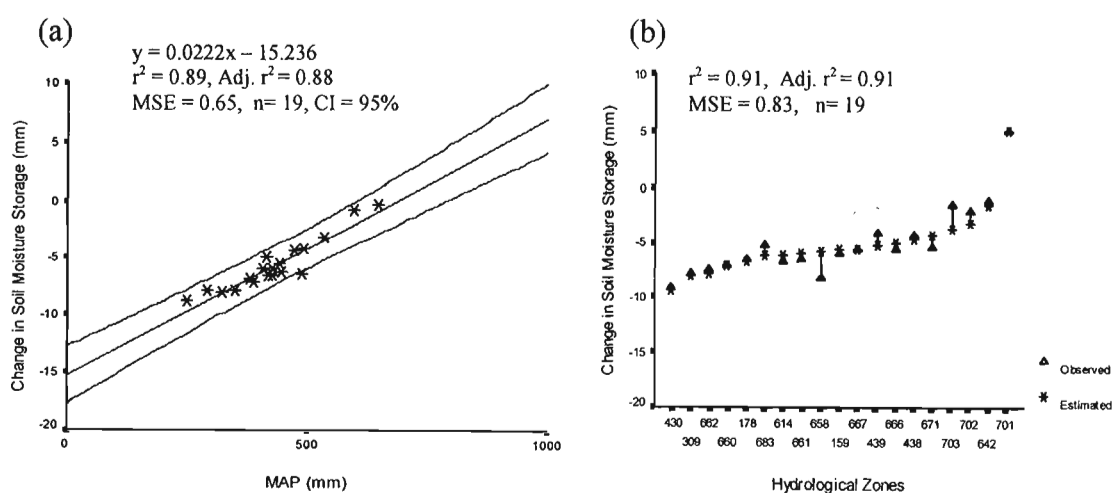 (a)
y = 0.0222x – 15.236
r² = 0.89, Adj. r² = 0.88
MSE = 0.65, n= 19, CI = 95%
Change in Soil Moisture Storage (mm)
10
5
0
-5
-10
-15
-20
0
500
1000
MAP (mm)
(b)
r² = 0.91, Adj. r² = 0.91
MSE = 0.83, n= 19
Change in Soil Moisture Storage (mm)
10
5
0
-5
-10
-15
-20
Observed
Estimated
430 662 178 614 658 667 666 671 702 701
309 660 683 661 159 439 438 703 642
Hydrological Zones